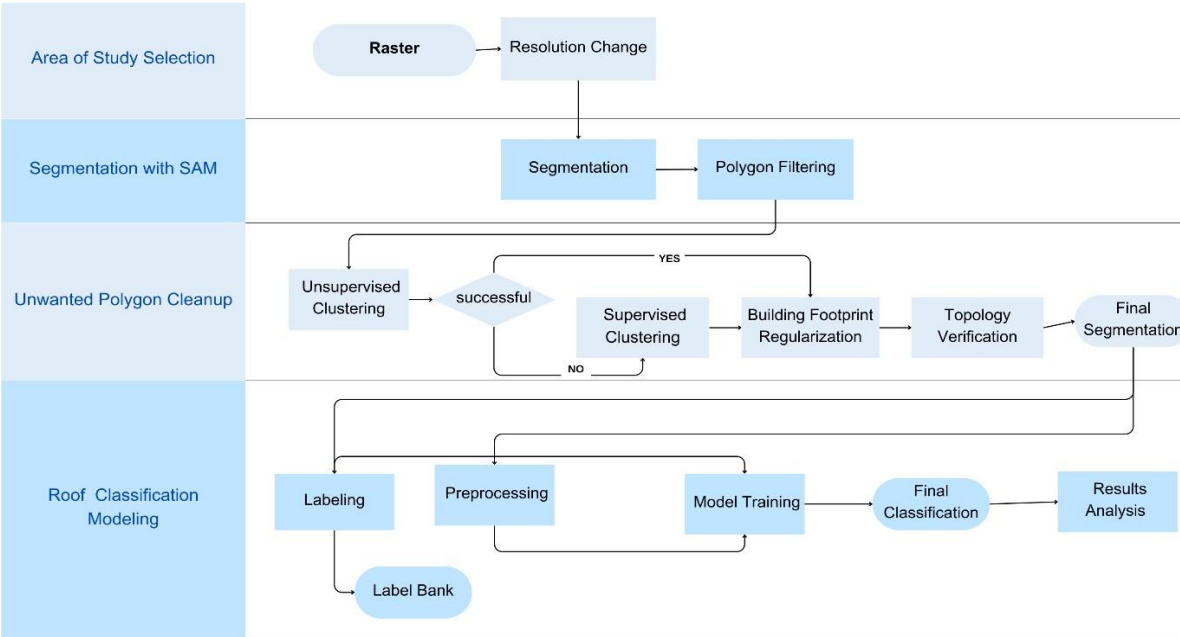 Area of Study Selection
Raster
Resolution Change
Segmentation with SAM
Segmentation
Polygon Filtering
Unwanted Polygon Cleanup
Unsupervised
Clustering
successful
YES
NO
Supervised
Clustering
Building Footprint
Regularization
Topology
Verification
Final
Segmentation
Roof Classification
Modeling
Labeling
Preprocessing
Model Training
Final
Classification
Results
Analysis
Label Bank